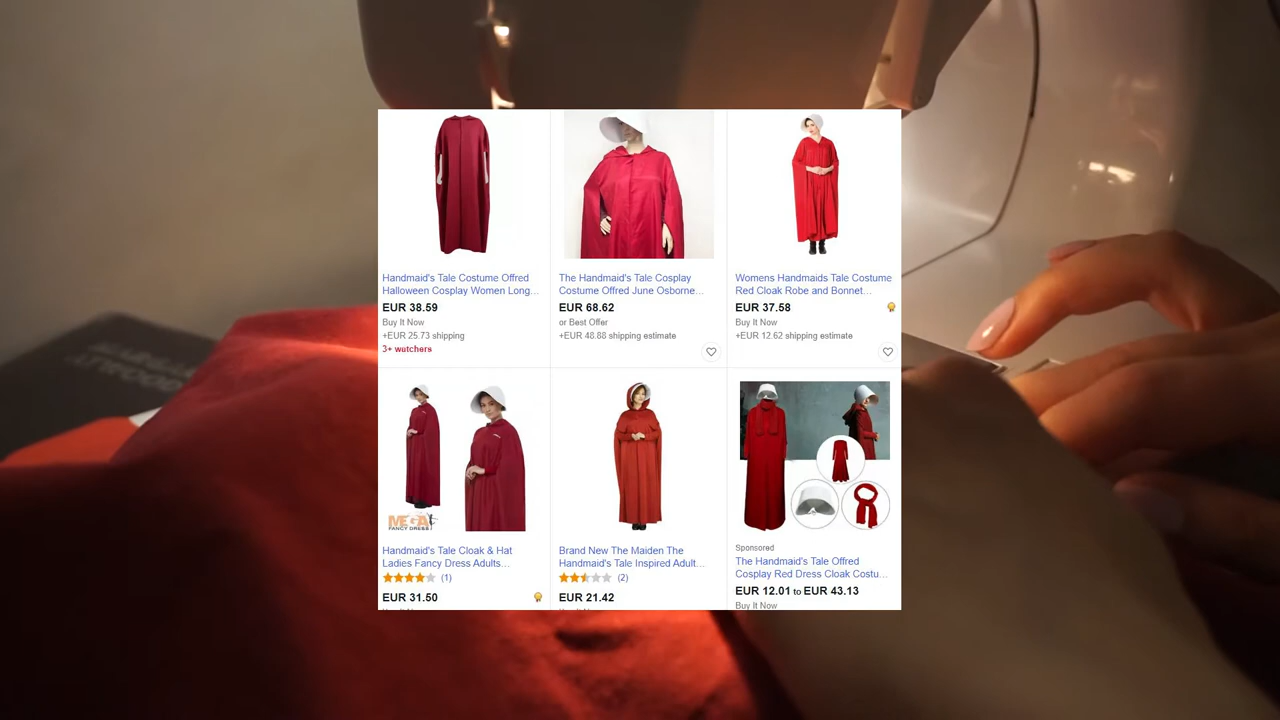 Handmaid's Tale Costume Offred
Halloween Cosplay Women Long...
EUR 38.59
Buy It Now
+EUR 25.73 shipping
3+ watchers
The Handmaid's Tale Cosplay
Costume Offred June Osborne...
EUR 68.62
or Best Offer
+EUR 48.88 shipping estimate
Womens Handmaids Tale Costume
Red Cloak Robe and Bonnet...
EUR 37.58
Buy It Now
+EUR 12.62 shipping estimate
MEGA
FANCY DRESS
Handmaid's Tale Cloak & Hat
Ladies Fancy Dress Adults...
(1)
EUR 31.50
Brand New The Maiden The
Handmaid's Tale Inspired Adult...
(2)
EUR 21.42
Sponsored
The Handmaid's Tale Offred
Cosplay Red Dress Cloak Costu...
EUR 12.01 to EUR 43.13
Buy It Now